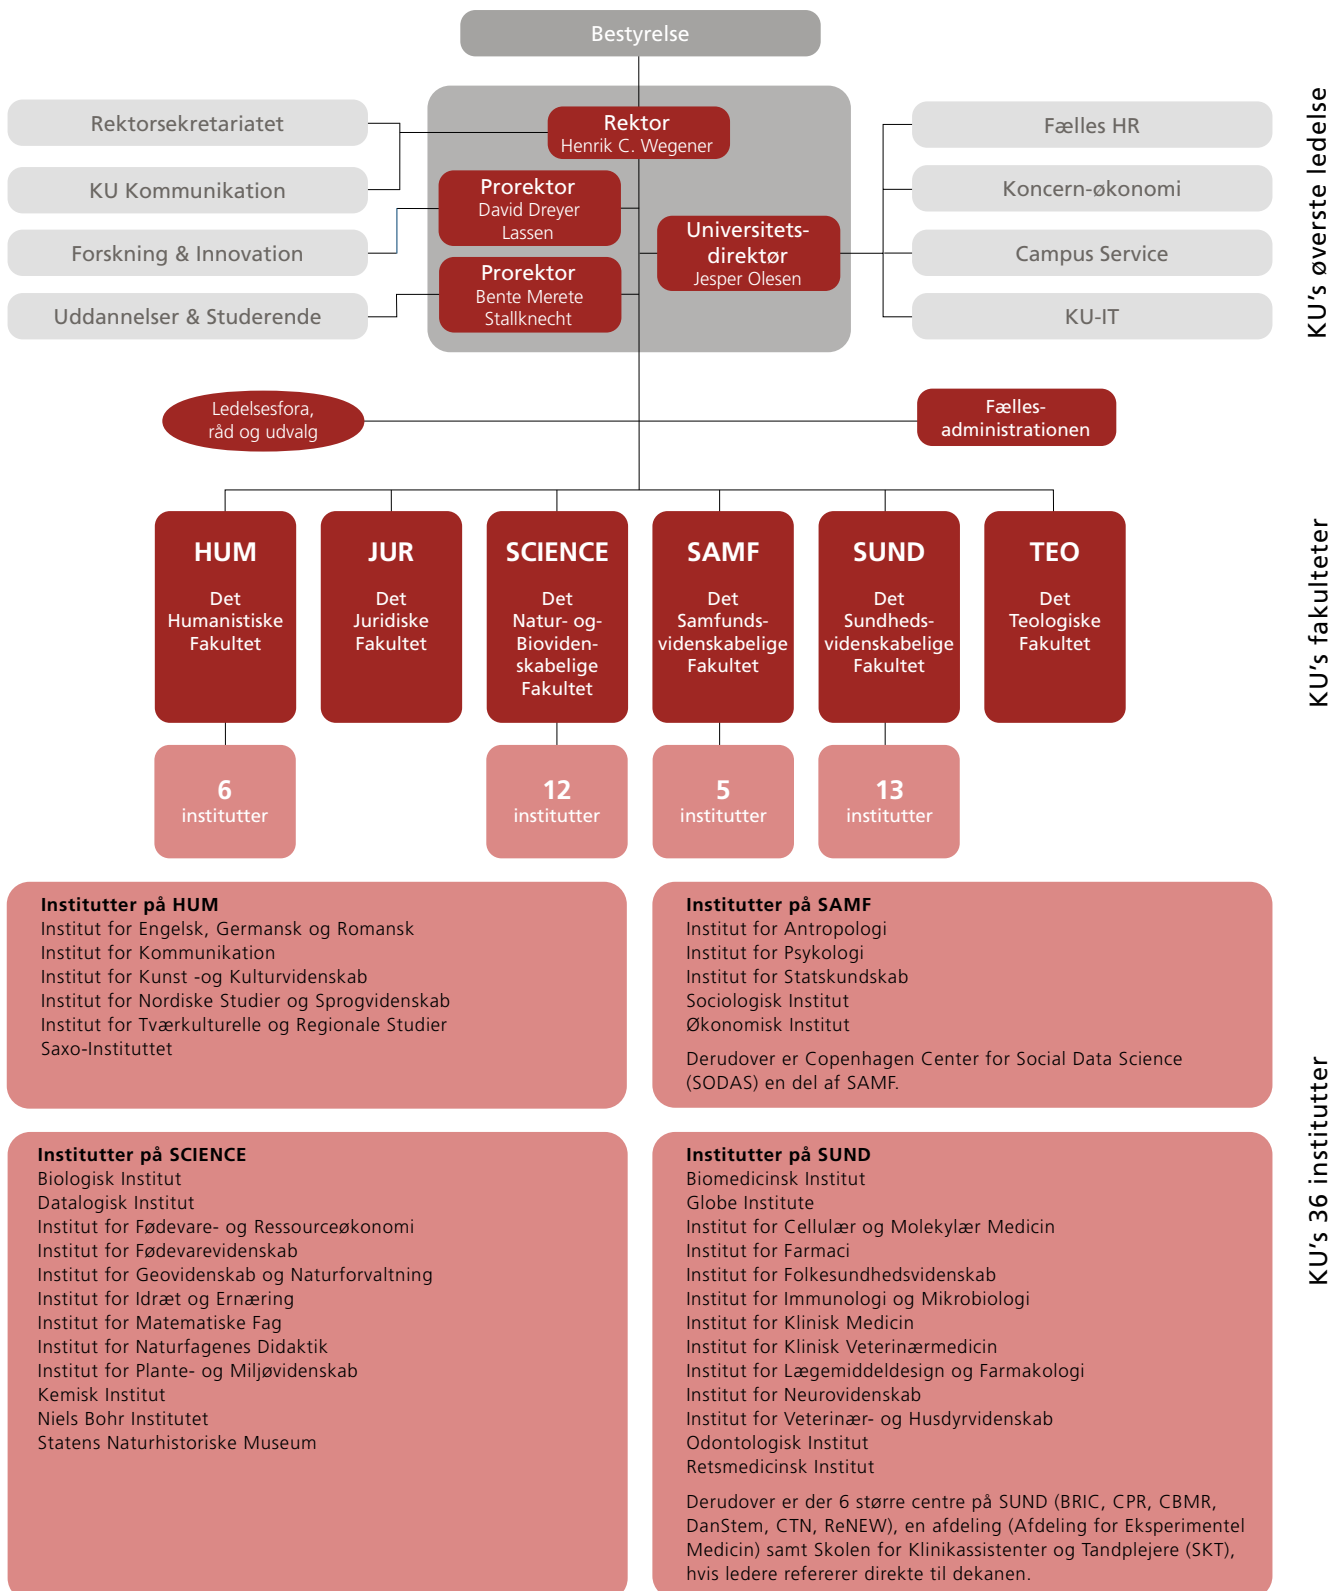 Bestyrelse
Rektorsekretariatet
KU Kommunikation
Forskning & Innovation
Uddannelser & Studerende
Rektor
Henrik C. Wegener
Prorektor
David Dreyer
Lassen
Prorektor
Bente Merete
Stallknecht
Universitets-
direktør
Jesper Olesen
Fælles HR
Koncern-økonomi
Campus Service
KU-IT
KU's øverste ledelse
Ledelsesfora,
råd og udvalg
Fælles-
administrationen
HUM
Det
Humanistiske
Fakultet
JUR
Det
Juridiske
Fakultet
SCIENCE
Det
Natur- og-
Bioviden-
skabelige
Fakultet
SAMF
Det
Samfunds-
videnskabelige
Fakultet
SUND
Det
Sundheds-
videnskabelige
Fakultet
TEO
Det
Teologiske
Fakultet
KU's fakulteter
6
institutter
12
institutter
5
institutter
13
institutter
Institutter på HUM
Institut for Engelsk, Germansk og Romansk
Institut for Kommunikation
Institut for Kunst -og Kulturvidenskab
Institut for Nordiske Studier og Sprogvidenskab
Institut for Tværkulturelle og Regionale Studier
Saxo-Instituttet
Institutter på SAMF
Institut for Antropologi
Institut for Psykologi
Institut for Statskundskab
Sociologisk Institut
Økonomisk Institut
Derudover er Copenhagen Center for Social Data Science
(SODAS) en del af SAMF.
Institutter på SCIENCE
Biologisk Institut
Datalogisk Institut
Institut for Fødevare- og Ressourceøkonomi
Institut for Fødevarevidenskab
Institut for Geovidenskab og Naturforvaltning
Institut for Idræt og Ernæring
Institut for Matematiske Fag
Institut for Naturfagenes Didaktik
Institut for Plante- og Miljøvidenskab
Kemisk Institut
Niels Bohr Institutet
Statens Naturhistoriske Museum
Institutter på SUND
Biomedicinsk Institut
Globe Institute
Institut for Cellulær og Molekylær Medicin
Institut for Farmaci
Institut for Folkesundhedsvidenskab
Institut for Immunologi og Mikrobiologi
Institut for Klinisk Medicin
Institut for Klinisk Veterinærmedicin
Institut for Lægemiddeldesign og Farmakologi
Institut for Neurovidenskab
Institut for Veterinær- og Husdyrvidenskab
Odontologisk Institut
Retsmedicinsk Institut
Derudover er der 6 større centre på SUND (BRIC, CPR, CBMR,
DanStem, CTN, ReNEW), en afdeling (Afdeling for Eksperimentel
Medicin) samt Skolen for Klinikassistenter og Tandplejere (SKT),
hvis ledere refererer direkte til dekanen.
KU's 36 institutter